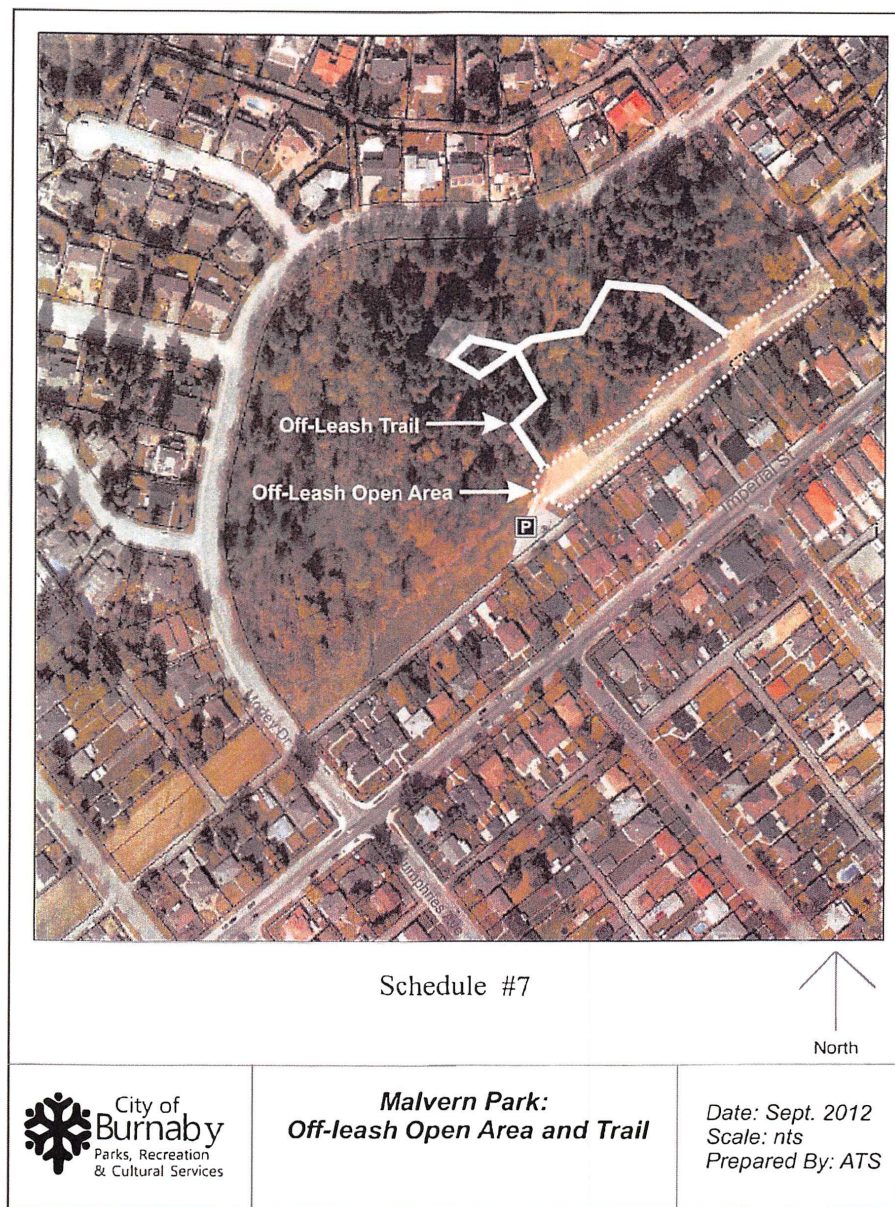 Off-Leash Trail
Off-Leash Open Area
P
Imperial St
Schedule #7
North
City of
Burnaby
Parks, Recreation
& Cultural Services
Malvern Park:
Off-leash Open Area and Trail
Date: Sept. 2012
Scale: nts
Prepared By: ATS